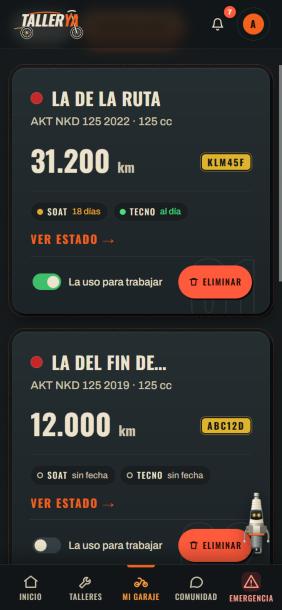 TALLERYA
7
A
LA DE LA RUTA
AKT NKD 125 2022 · 125 cc
31.200 km
KLM45F
SOAT 18 días
TECNO al día
VER ESTADO →
La uso para trabajar
ELIMINAR
01
LA DEL FIN DE...
AKT NKD 125 2019 · 125 cc
12.000 km
ABC12D
SOAT sin fecha
TECNO sin fecha
VER ESTADO →
La uso para trabajar
ELIMINAR
INICIO
TALLERES
MI GARAJE
COMUNIDAD
EMERGENCIA